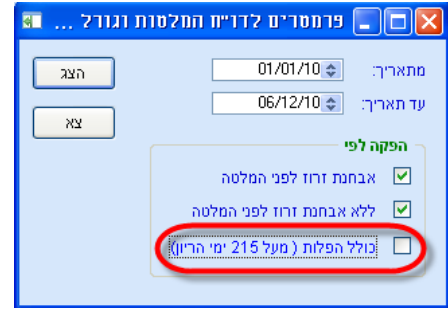 פרמטרים לדו"ח המלטות וגודל ...
מתאריך: 01/01/10
עד תאריך: 06/12/10
הצג
צא
הפקה לפי
אבחנת זרוז לפני המלטה
ללא אבחנת זרוז לפני המלטה
כולל הפלות ( מעל 215 ימי הריון)